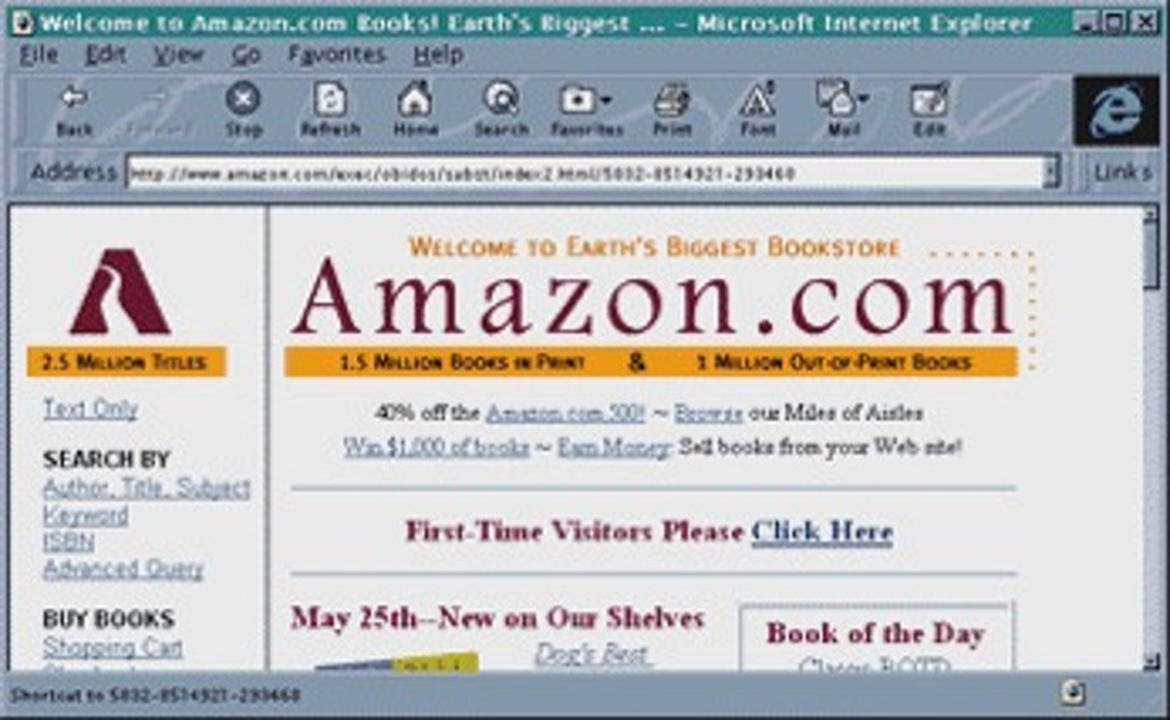 Welcome to Amazon.com Books! Earth's Biggest ... - Microsoft Internet Explorer
File Edit View Go Favorites Help
Back Forward Stop Refresh Home Search Favorites Print Font Mail Edit
Address http://www.amazon.com/exec/obidos/subst/index2.html/5032-8514921-293460 Links
WELCOME TO EARTH'S BIGGEST BOOKSTORE
Amazon.com
2.5 MILLION TITLES
1.5 MILLION BOOKS IN PRINT & 1 MILLION OUT-OF-PRINT BOOKS
Text Only
SEARCH BY
Author, Title, Subject
Keyword
ISBN
Advanced Query
BUY BOOKS
Shopping Cart
40% off the Amazon.com 500! ~ Browse our Miles of Aisles
Win $1,000 of books ~ Earn Money: Sell books from your Web site!
First-Time Visitors Please Click Here
May 25th--New on Our Shelves
Dog's Best
Book of the Day
Shortcut to 5032-8514921-293460